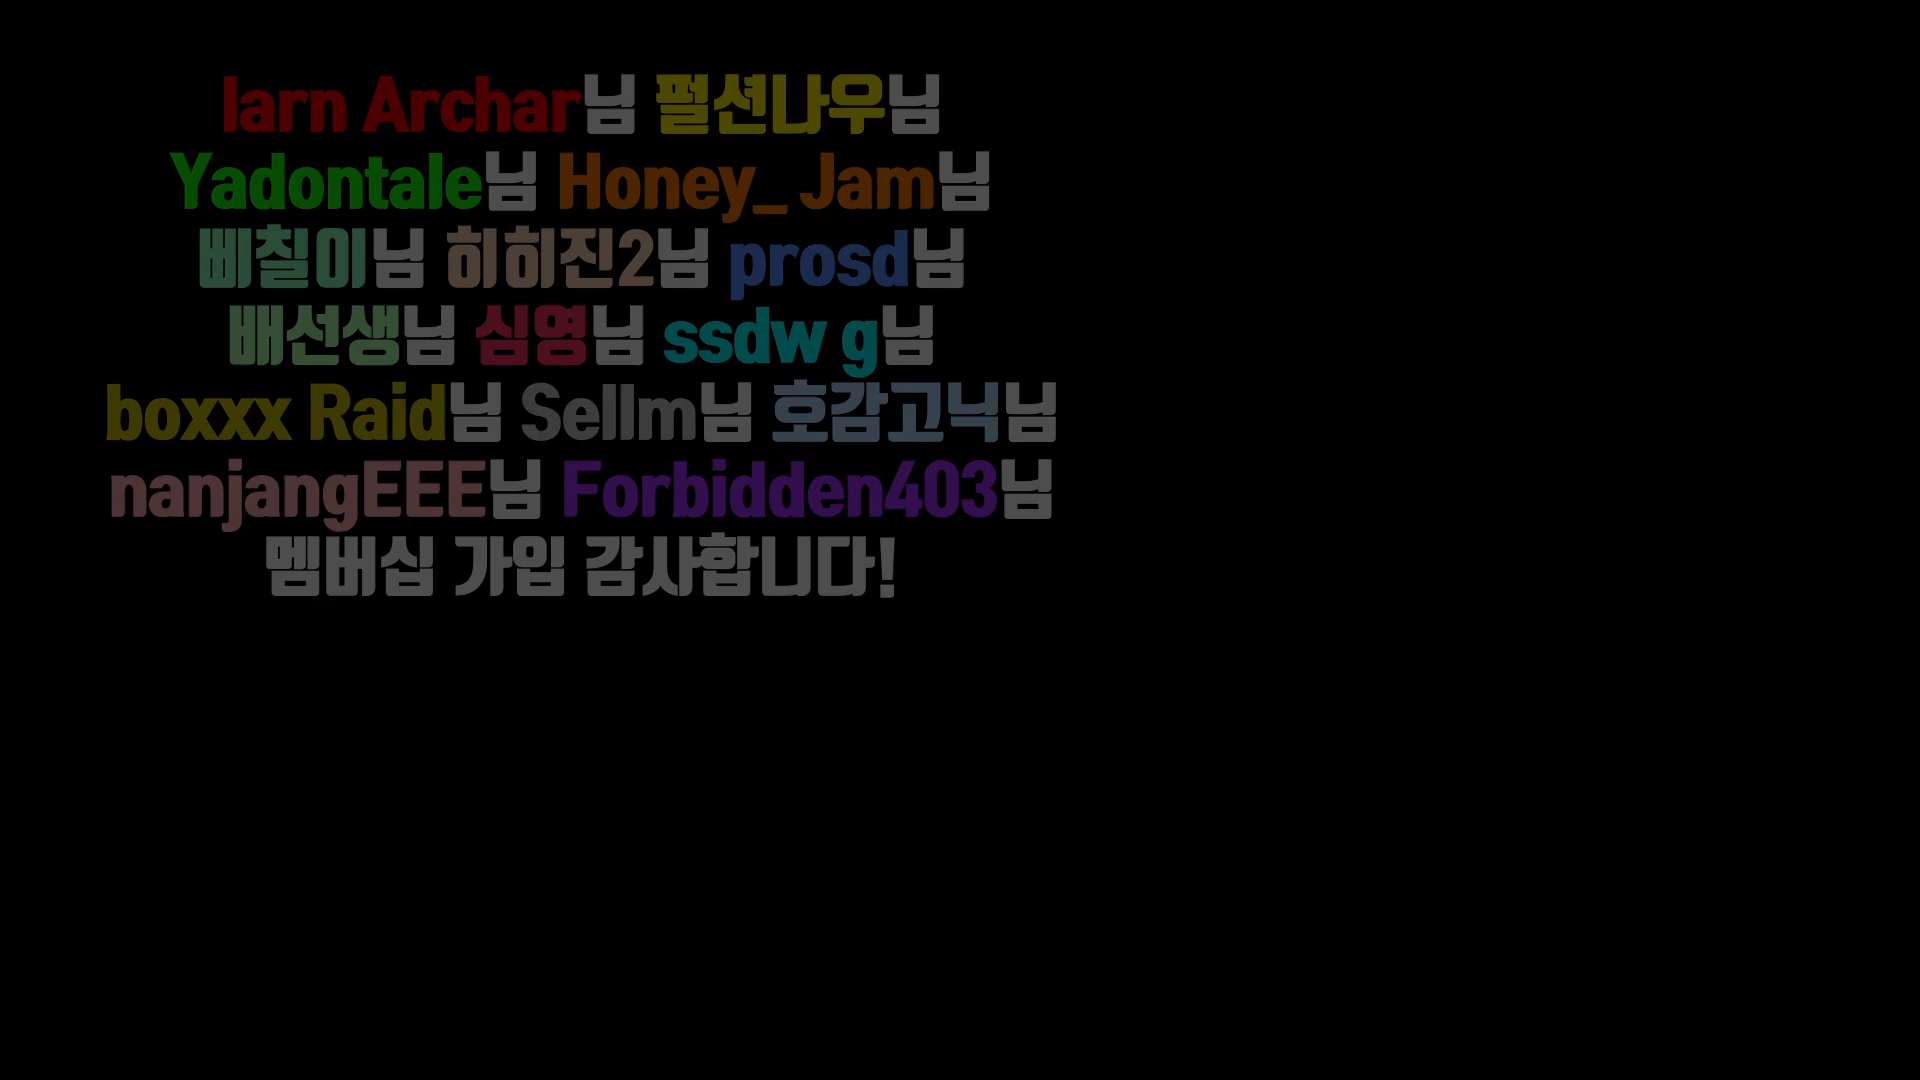 Iarn Archar님 펄션나우님
Yadontale님 Honey_ Jam님
삐칠이님 히히진2님 prosd님
배선생님 심영님 ssdw g님
boxxx Raid님 Sellm님 호감고닉님
nanjangEEE님 Forbidden403님
멤버십 가입 감사합니다!